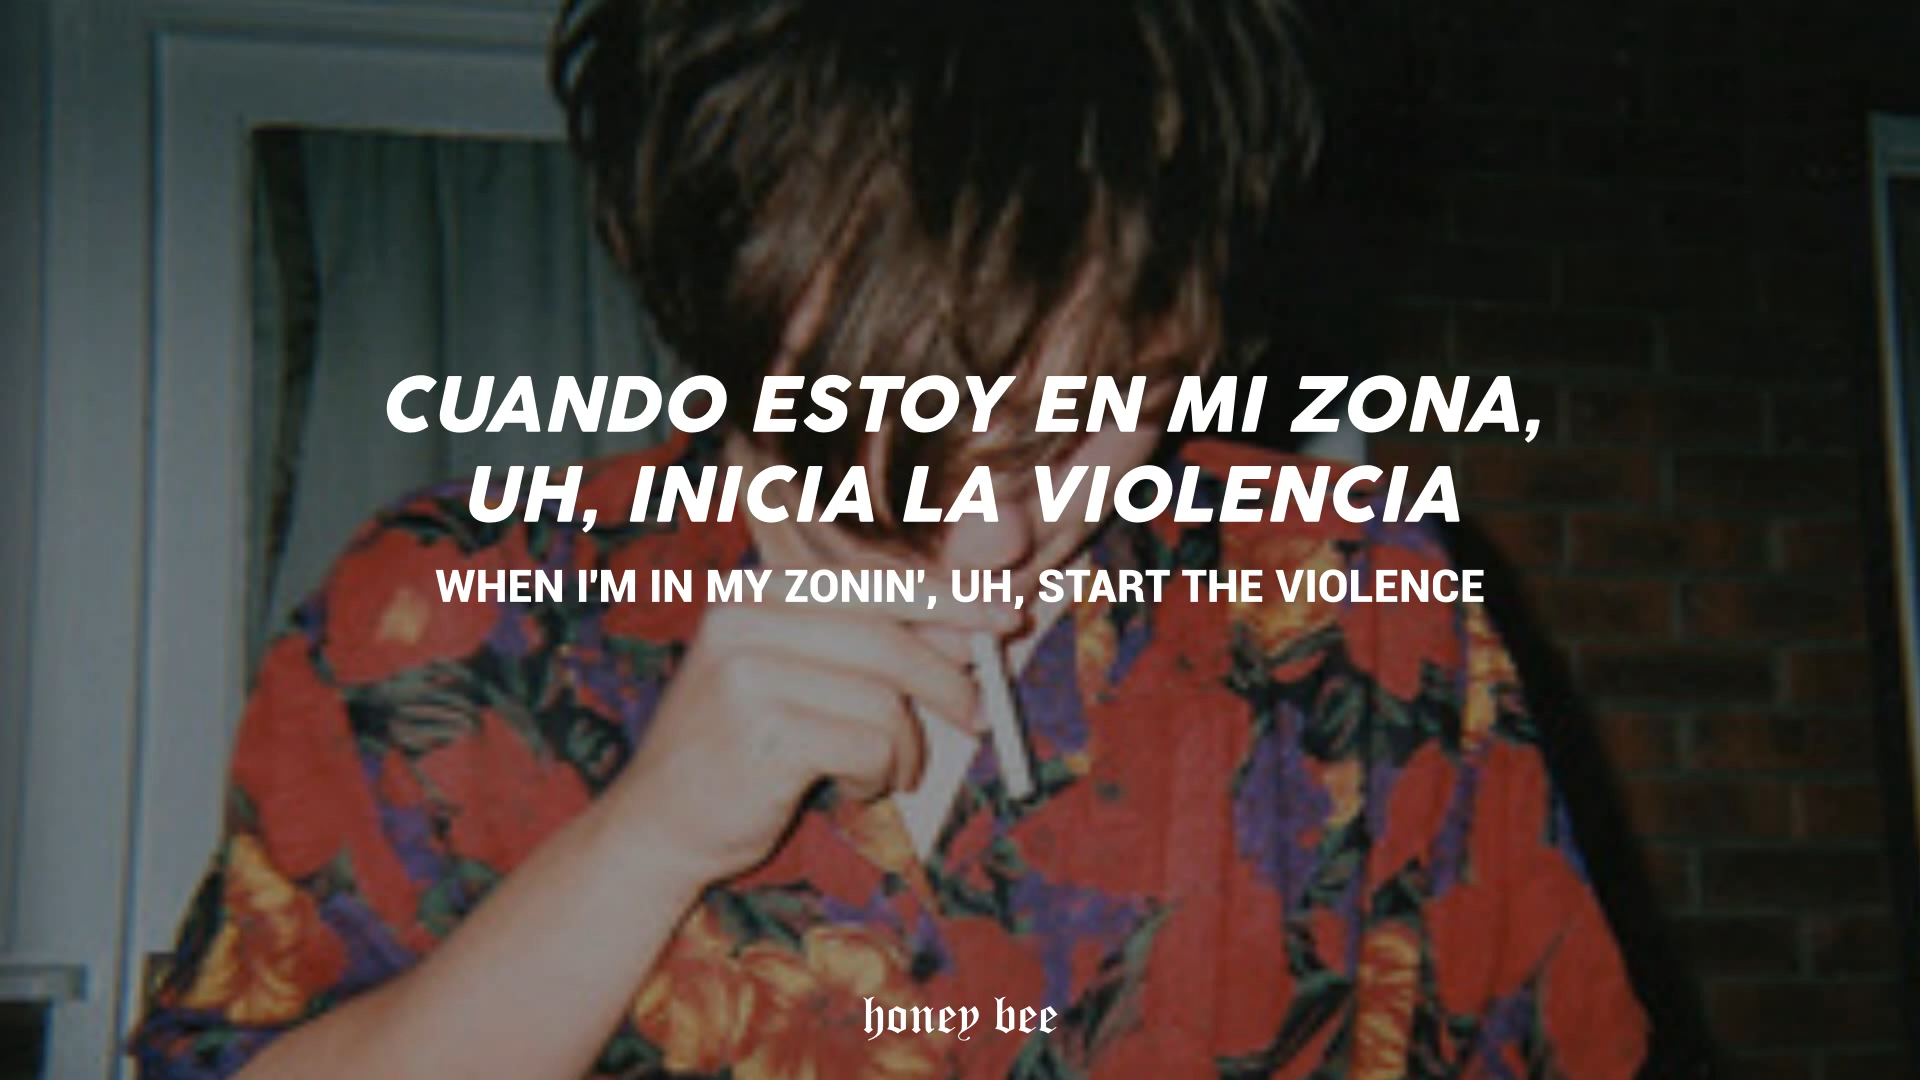 CUANDO ESTOY EN MI ZONA,
UH, INICIA LA VIOLENCIA
WHEN I'M IN MY ZONIN', UH, START THE VIOLENCE
honey bee